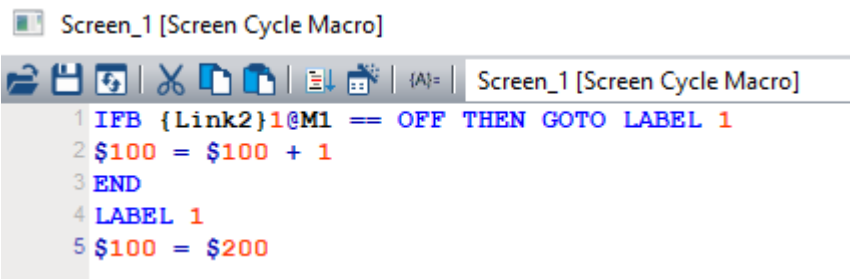 Screen_1 [Screen Cycle Macro]
{A}= Screen_1 [Screen Cycle Macro]
1 IFB {Link2}1@M1 == OFF THEN GOTO LABEL 1
2 $100 = $100 + 1
3 END
4 LABEL 1
5 $100 = $200